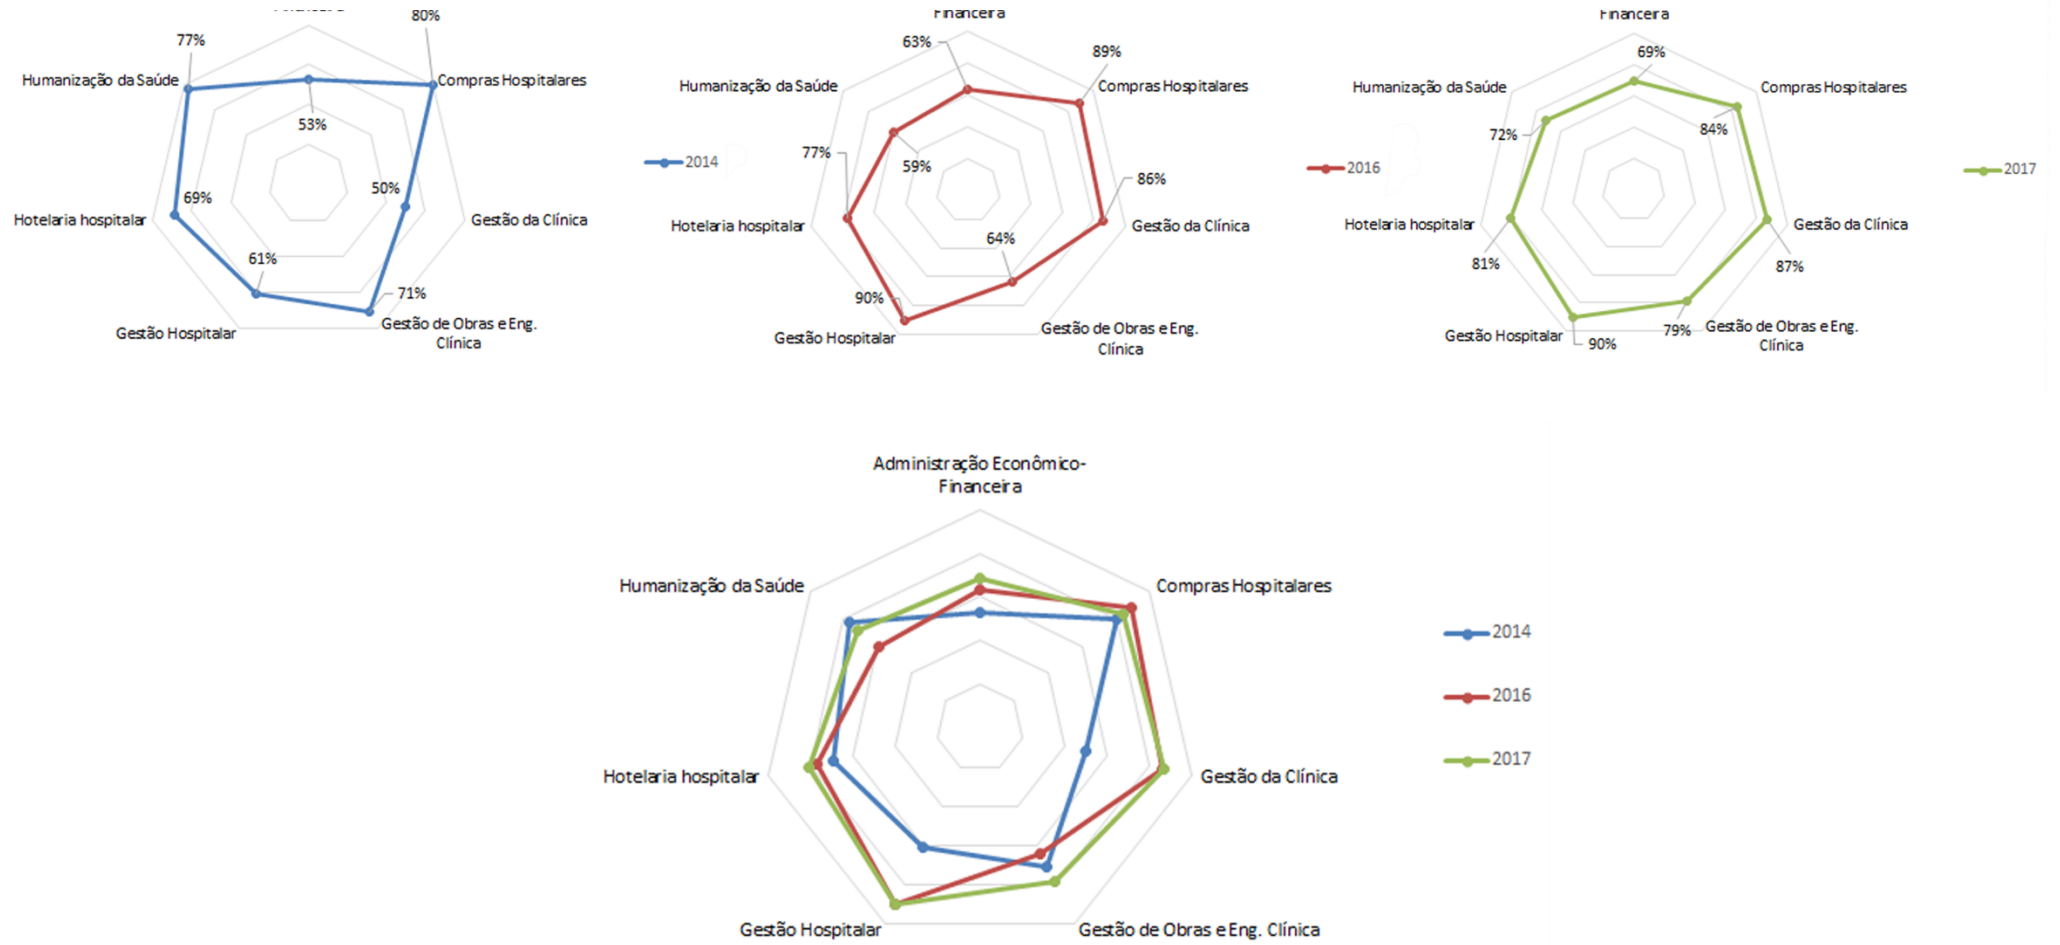 80%
77%
Humanização da Saúde
Compras Hospitalares
53%
50%
69%
Hotelaria hospitalar
Gestão da Clínica
61%
71%
Gestão Hospitalar
Gestão de Obras e Eng.
Clínica
2014
Financeira
63%
89%
Humanização da Saúde
Compras Hospitalares
77%
59%
86%
Hotelaria hospitalar
Gestão da Clínica
64%
90%
Gestão Hospitalar
Gestão de Obras e Eng.
Clínica
2016
Financeira
69%
Humanização da Saúde
Compras Hospitalares
72%
84%
Hotelaria hospitalar
Gestão da Clínica
81%
87%
Gestão Hospitalar
90%
79%
Gestão de Obras e Eng.
Clínica
2017
Administração Econômico-
Financeira
Humanização da Saúde
Compras Hospitalares
2014
2016
2017
Hotelaria hospitalar
Gestão da Clínica
Gestão Hospitalar
Gestão de Obras e Eng. Clínica